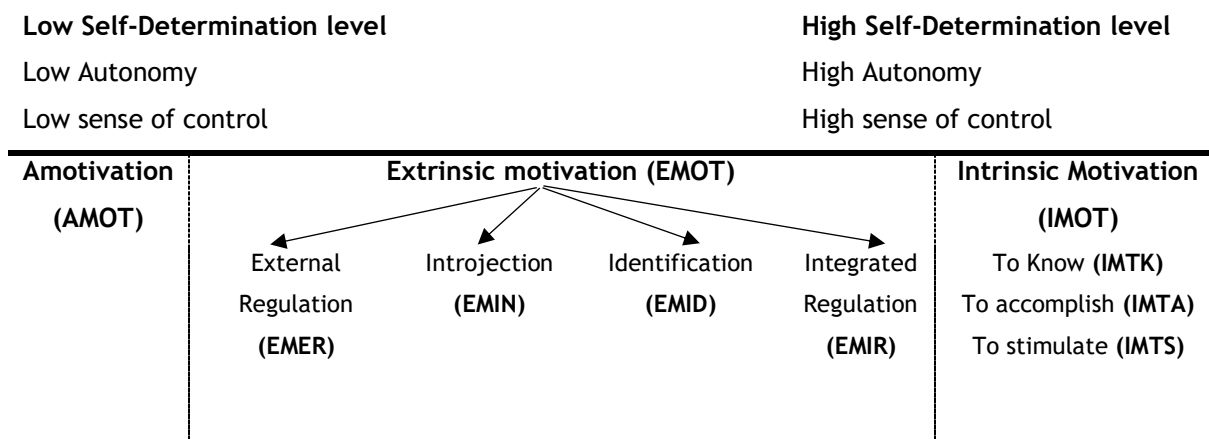 Low Self-Determination level
High Self-Determination level
Low Autonomy
High Autonomy
Low sense of control
High sense of control
Amotivation
(AMOT)
Extrinsic motivation (EMOT)
External
Regulation
(EMER)
Introjection
(EMIN)
Identification
(EMID)
Integrated
Regulation
(EMIR)
Intrinsic Motivation
(IMOT)
To Know (IMTK)
To accomplish (IMTA)
To stimulate (IMTS)